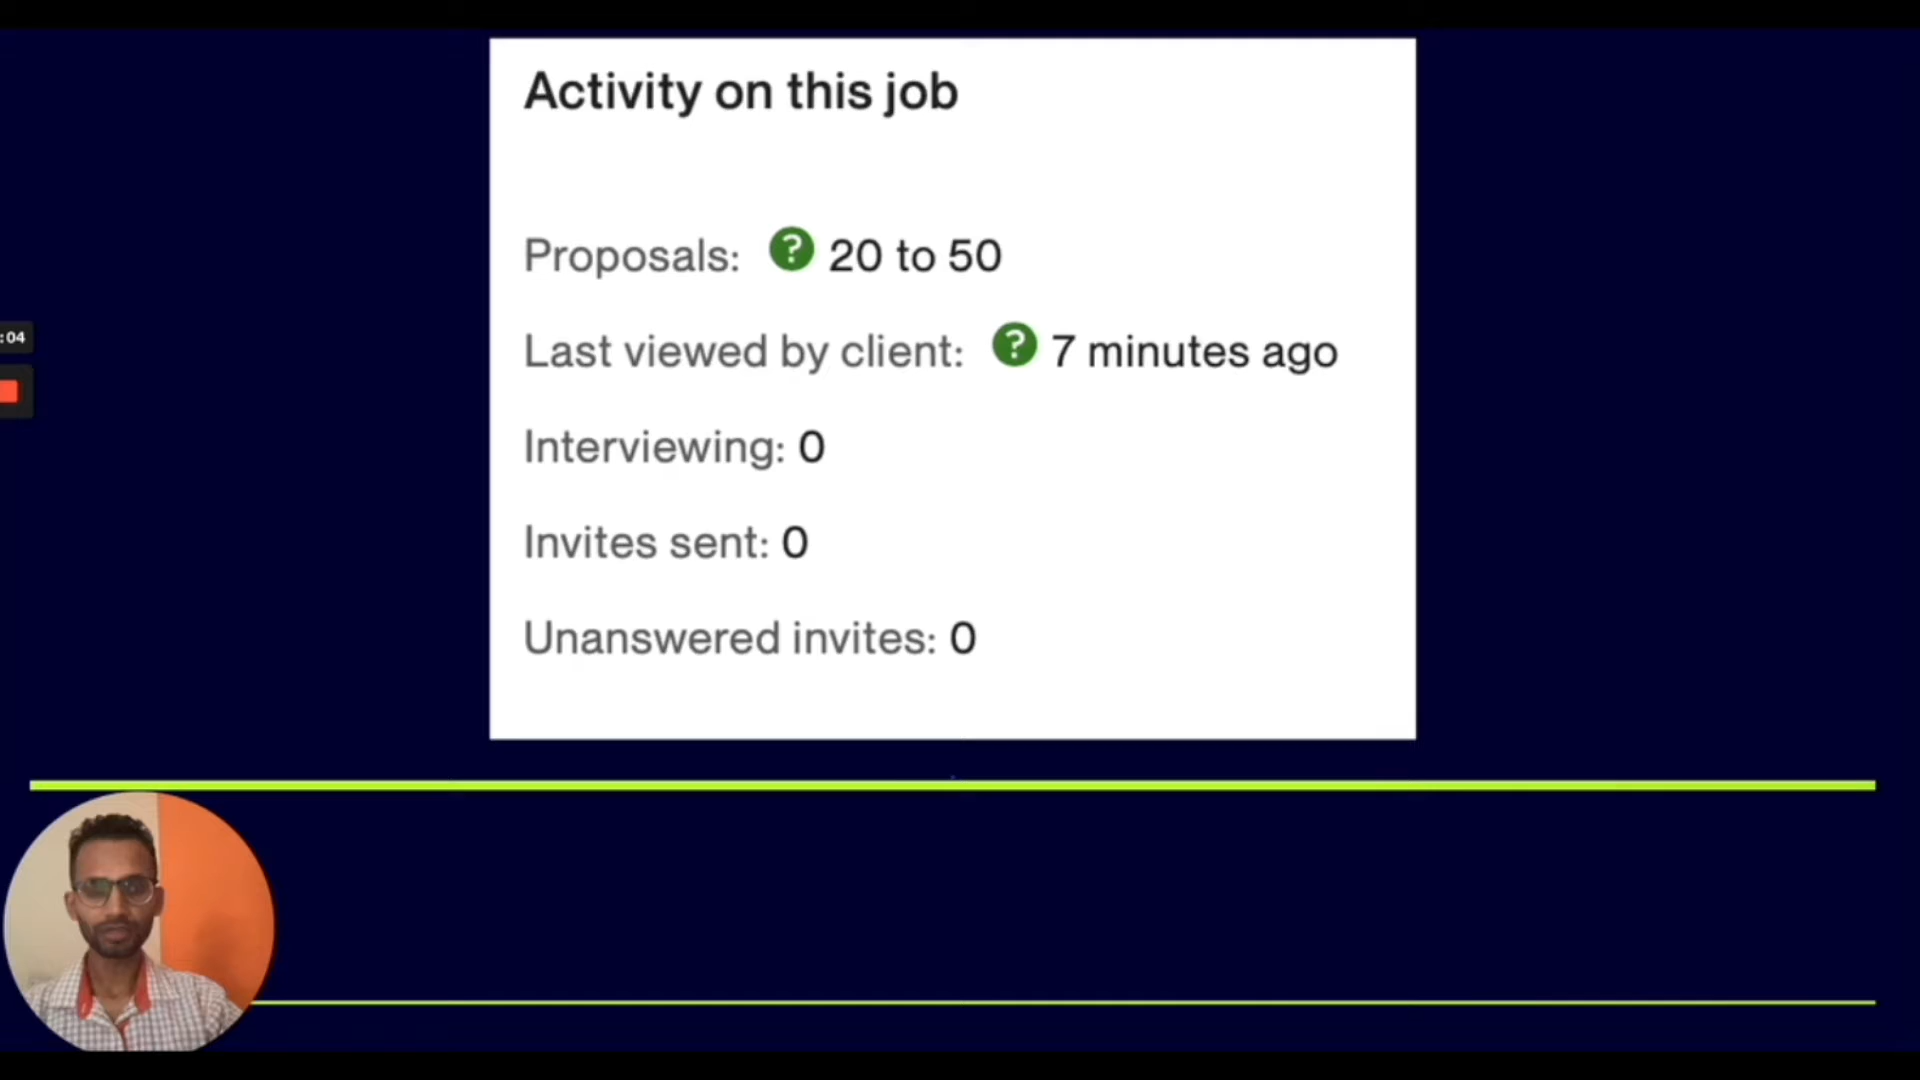 Activity on this job
Proposals: ? 20 to 50
Last viewed by client: ? 7 minutes ago
:04
Interviewing: 0
Invites sent: 0
Unanswered invites: 0